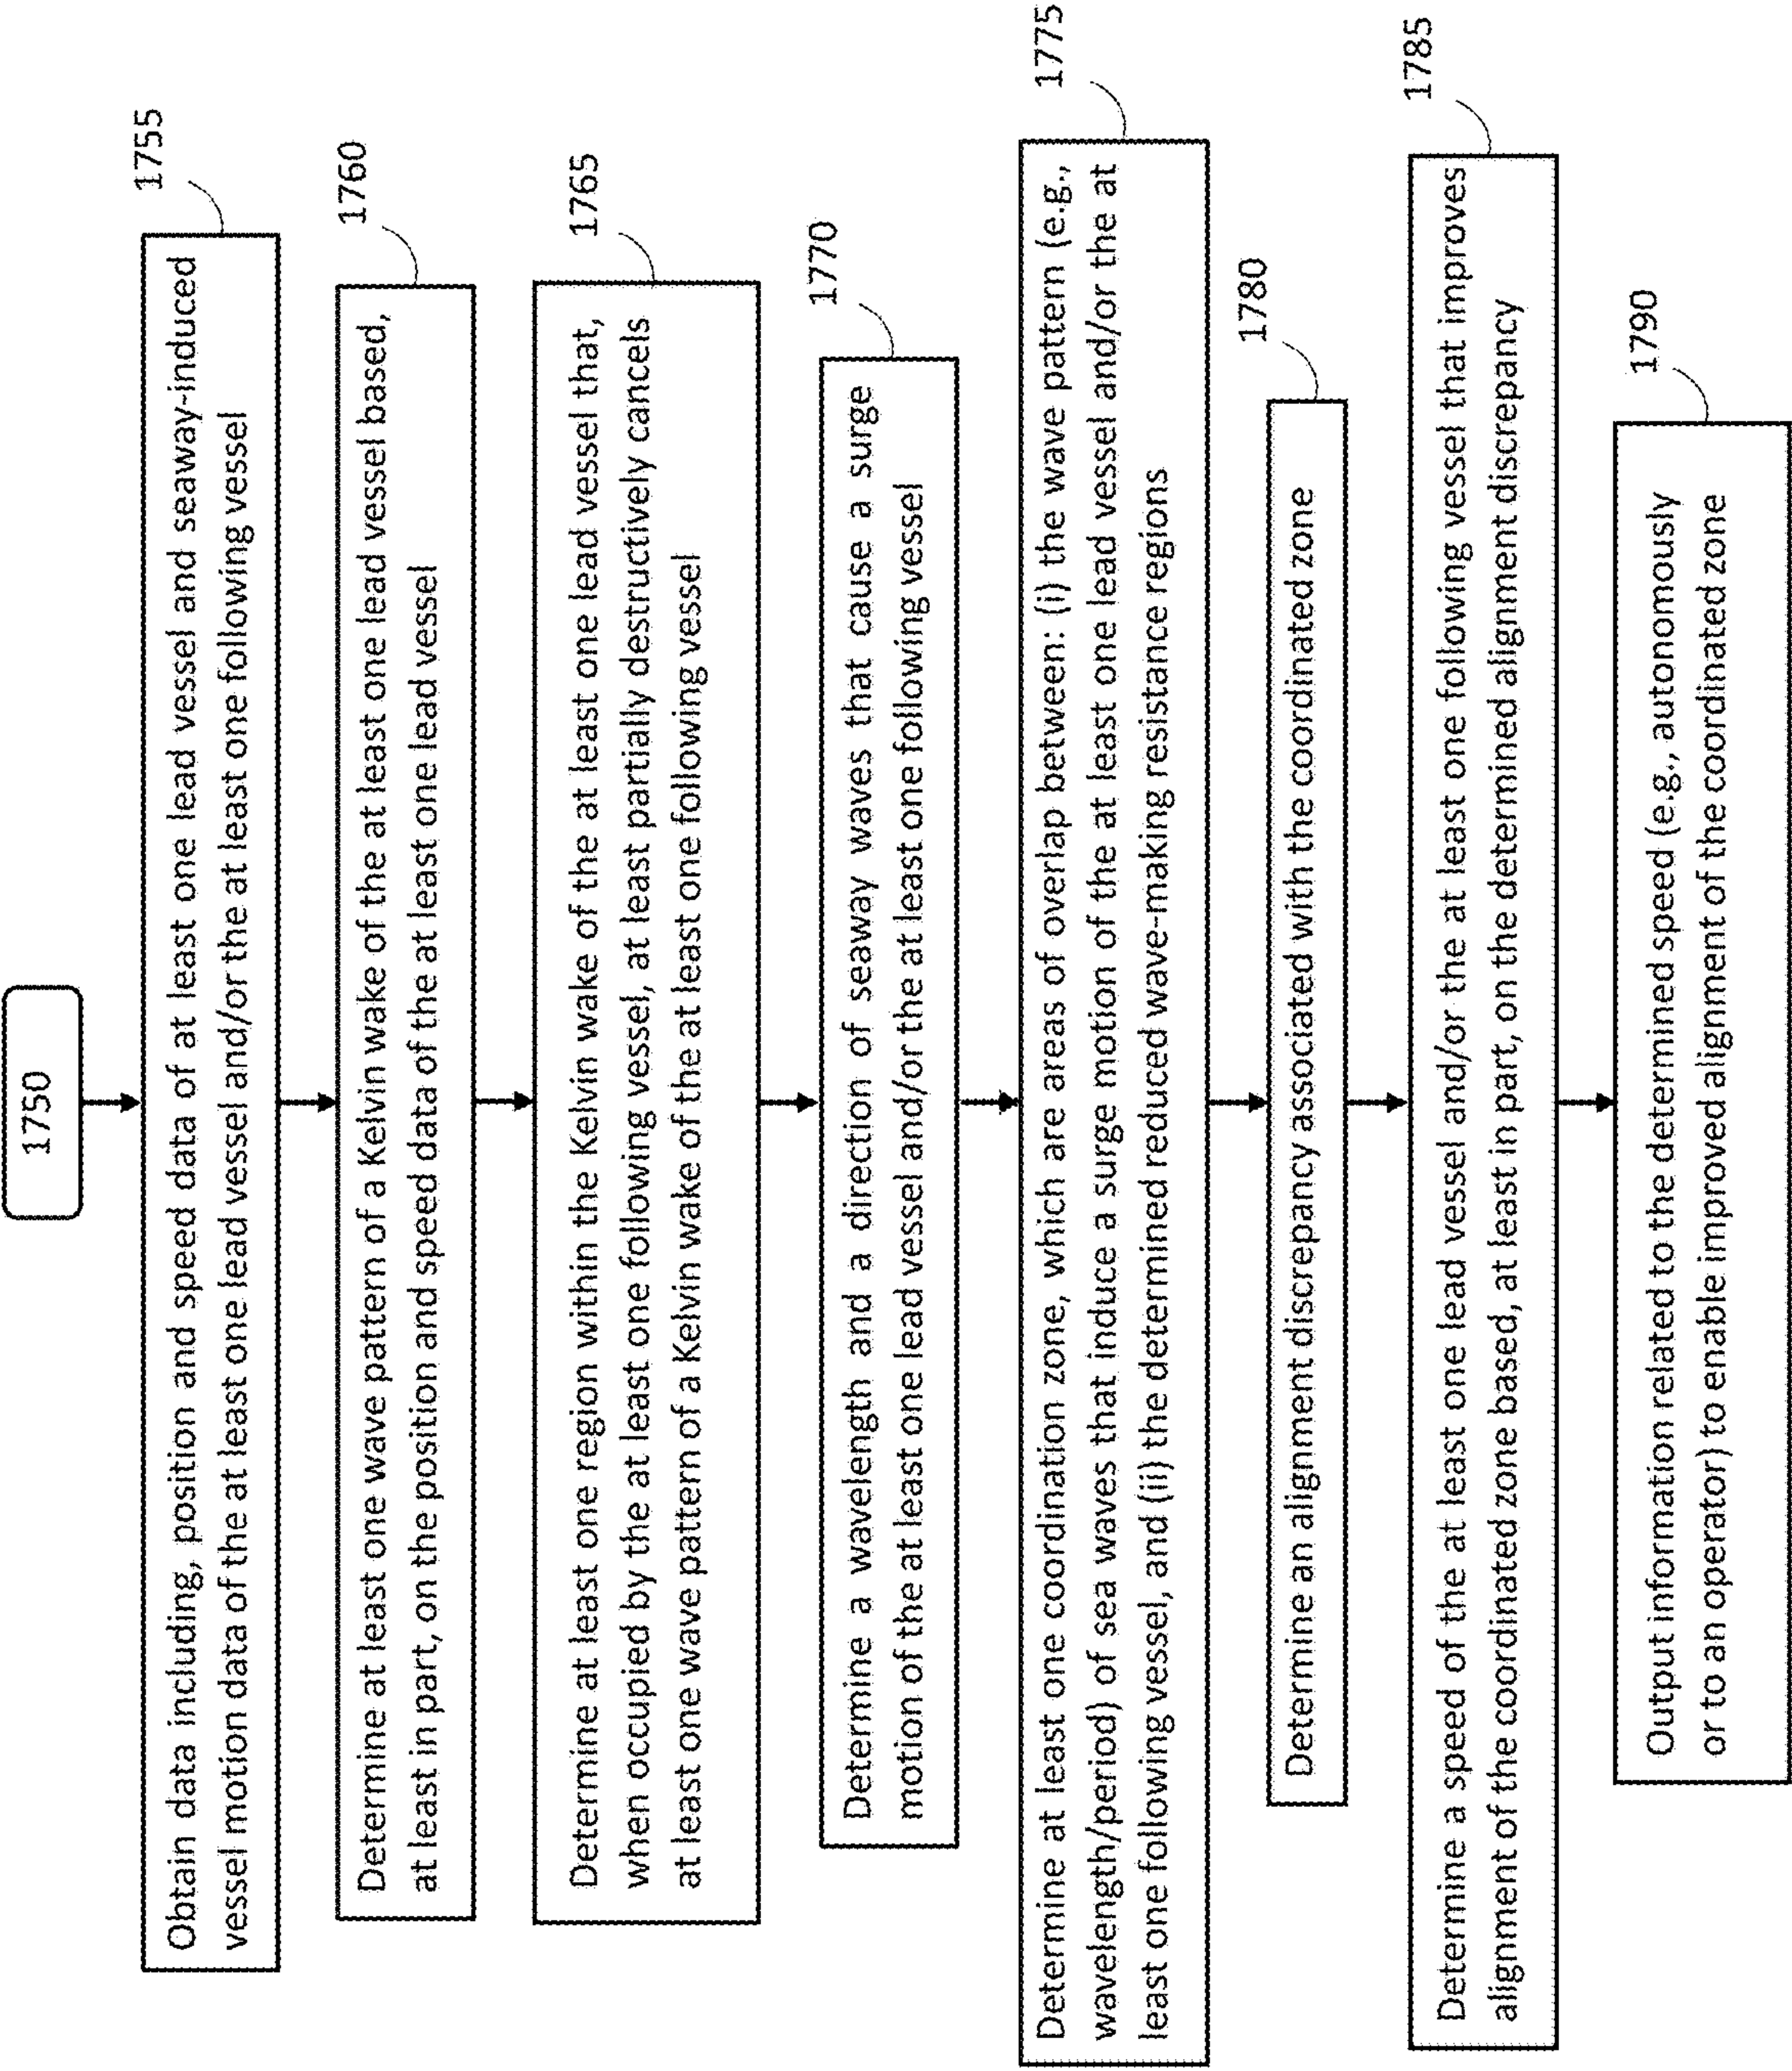 1750
Obtain data including, position and speed data of at least one lead vessel and seaway-induced
vessel motion data of the at least one lead vessel and/or the at least one following vessel
1755
Determine at least one wave pattern of a Kelvin wake of the at least one lead vessel based,
at least in part, on the position and speed data of the at least one lead vessel
1760
Determine at least one region within the Kelvin wake of the at least one lead vessel that,
when occupied by the at least one following vessel, at least partially destructively cancels
at least one wave pattern of a Kelvin wake of the at least one following vessel
1765
Determine a wavelength and a direction of seaway waves that cause a surge
motion of the at least one lead vessel and/or the at least one following vessel
1770
Determine at least one coordination zone, which are areas of overlap between: (i) the wave pattern (e.g.,
wavelength/period) of sea waves that induce a surge motion of the at least one lead vessel and/or the at
least one following vessel, and (ii) the determined reduced wave-making resistance regions
1775
Determine an alignment discrepancy associated with the coordinated zone
1780
Determine a speed of the at least one lead vessel and/or the at least one following vessel that improves
alignment of the coordinated zone based, at least in part, on the determined alignment discrepancy
1785
Output information related to the determined speed (e.g., autonomously
or to an operator) to enable improved alignment of the coordinated zone
1790